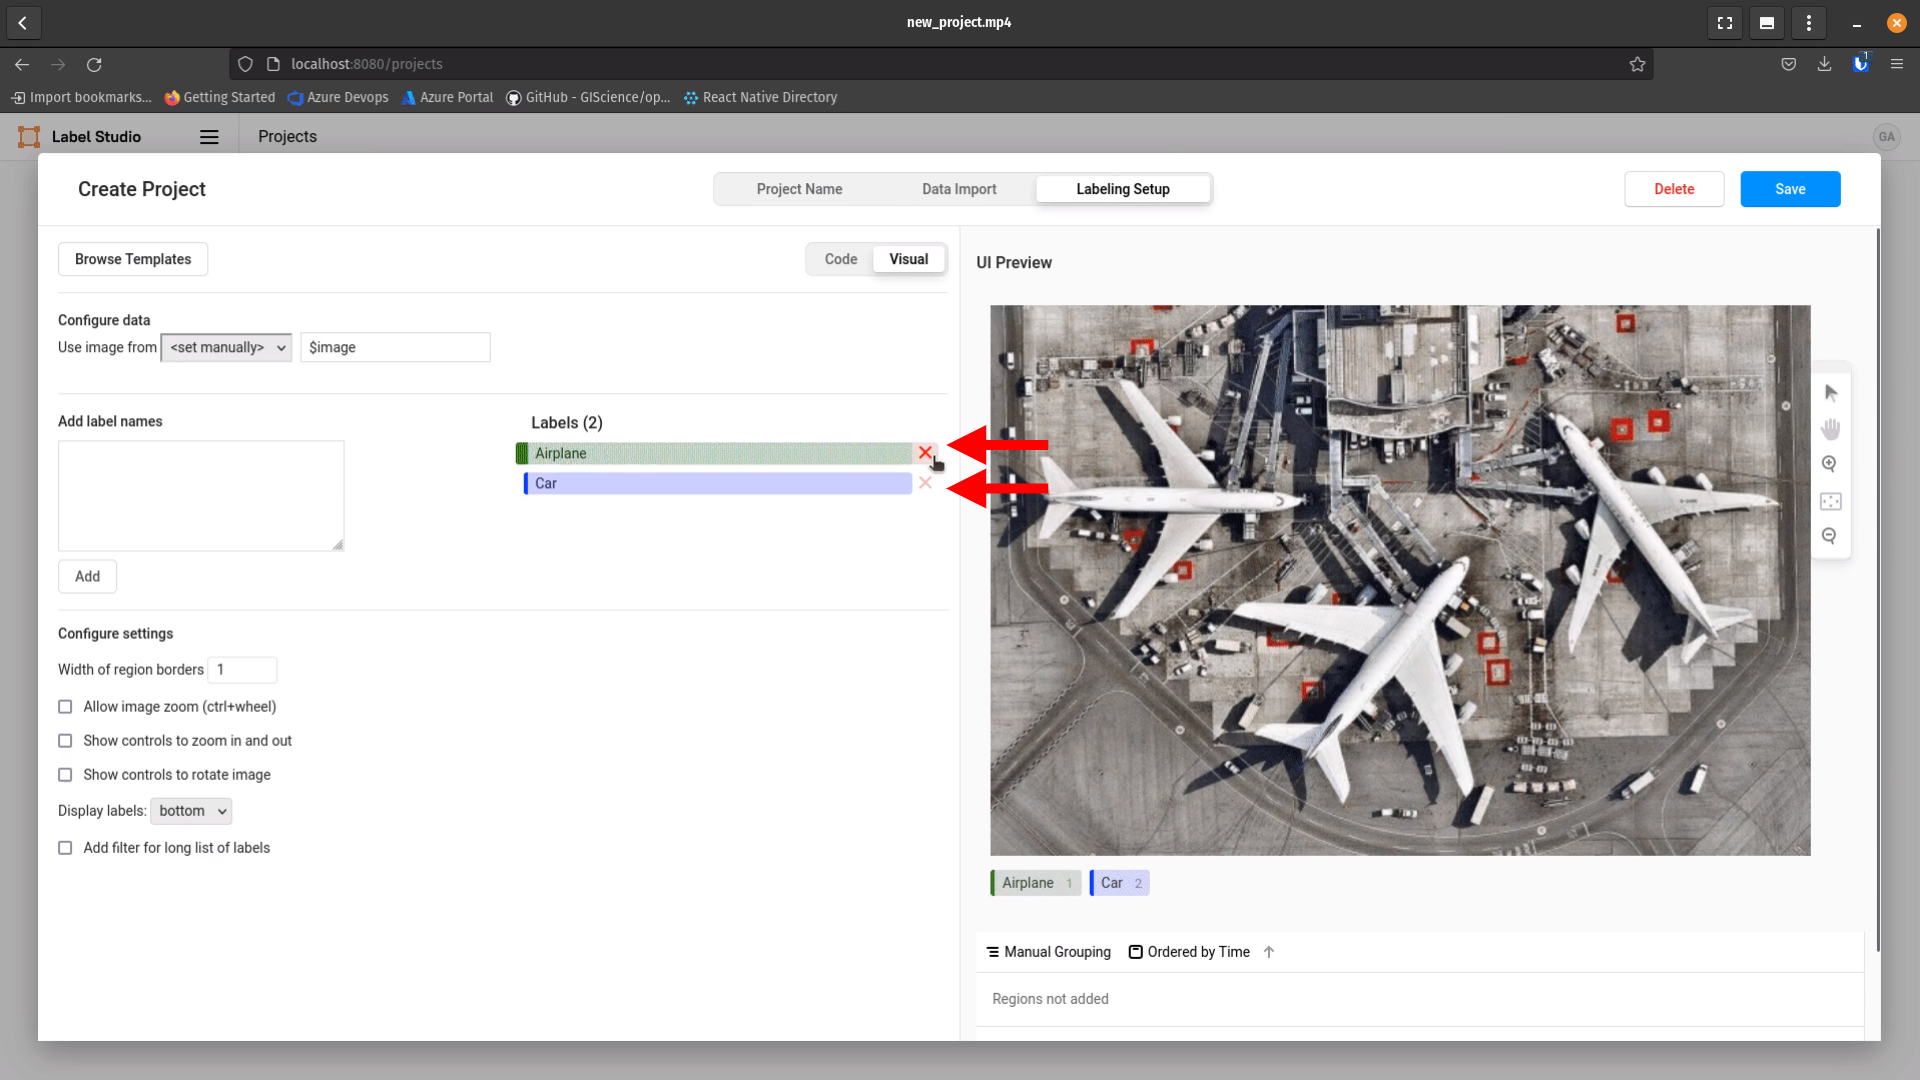 new_project.mp4
localhost:8080/projects
Import bookmarks...
Getting Started
Azure Devops
Azure Portal
GitHub - GIScience/op...
React Native Directory
1
Label Studio
Projects
GA
Create Project
Project Name
Data Import
Labeling Setup
Delete
Save
Browse Templates
Code
Visual
UI Preview
Configure data
Use image from <set manually> $image
Add label names
Labels (2)
Airplane
Car
Add
Configure settings
Width of region borders 1
Allow image zoom (ctrl+wheel)
Show controls to zoom in and out
Show controls to rotate image
Display labels: bottom
Add filter for long list of labels
Airplane 1
Car 2
Manual Grouping
Ordered by Time
Regions not added